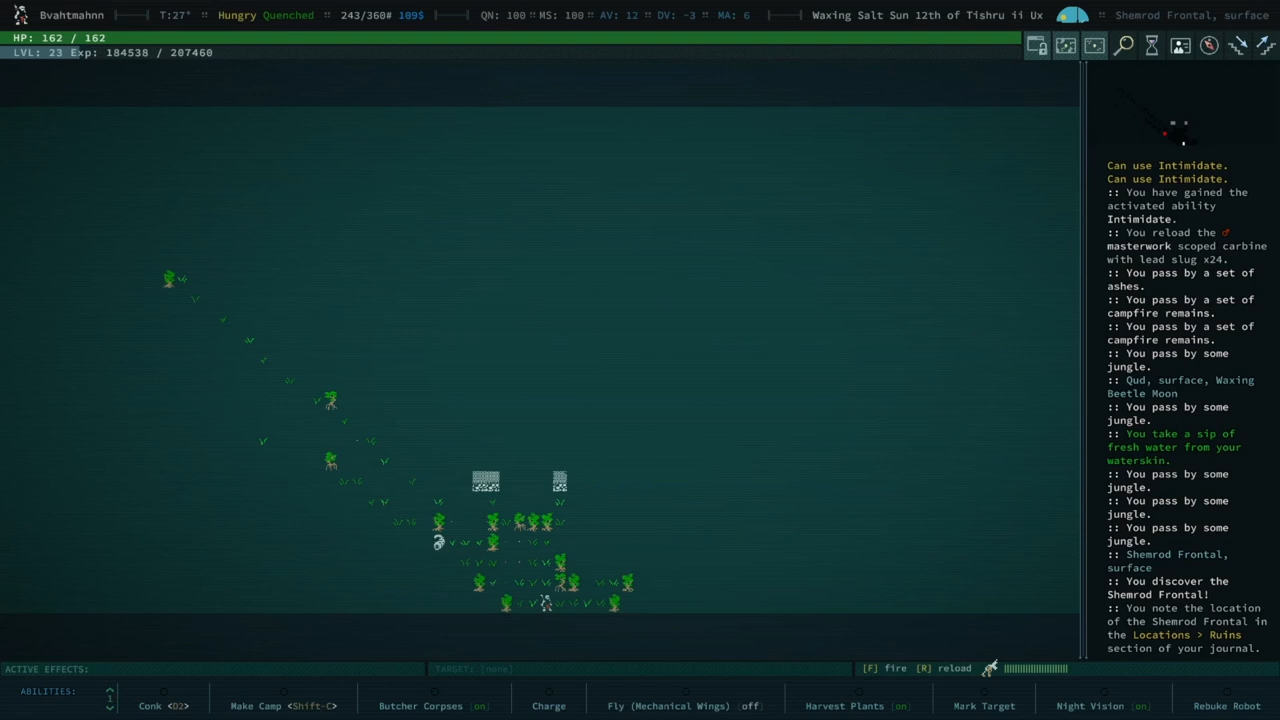 Bvahtmahnn T:27° :: Hungry Quenched :: 243/360# 109$ QN: 100 :: MS: 100 :: AV: 12 :: DV: -3 :: MA: 6 Waxing Salt Sun 12th of Tishru ii Ux :: Shemrod Frontal, surface
HP: 162 / 162
LVL: 23 Exp: 184538 / 207460
Can use Intimidate.
Can use Intimidate.
:: You have gained the
activated ability
Intimidate.
:: You reload the ♂
masterwork scoped carbine
with lead slug x24.
:: You pass by a set of
ashes.
:: You pass by a set of
campfire remains.
:: You pass by a set of
campfire remains.
:: You pass by some
jungle.
:: Qud, surface, Waxing
Beetle Moon
:: You pass by some
jungle.
:: You take a sip of
fresh water from your
waterskin.
:: You pass by some
jungle.
:: You pass by some
jungle.
:: You pass by some
jungle.
:: Shemrod Frontal,
surface
:: You discover the
Shemrod Frontal!
:: You note the location
of the Shemrod Frontal in
the Locations > Ruins
section of your journal.
ACTIVE EFFECTS: TARGET: [none] [F] fire [R] reload
ABILITIES: 1 Conk <D2> Make Camp <Shift-C> Butcher Corpses [on] Charge Fly (Mechanical Wings) [off] Harvest Plants [on] Mark Target Night Vision [on] Rebuke Robot